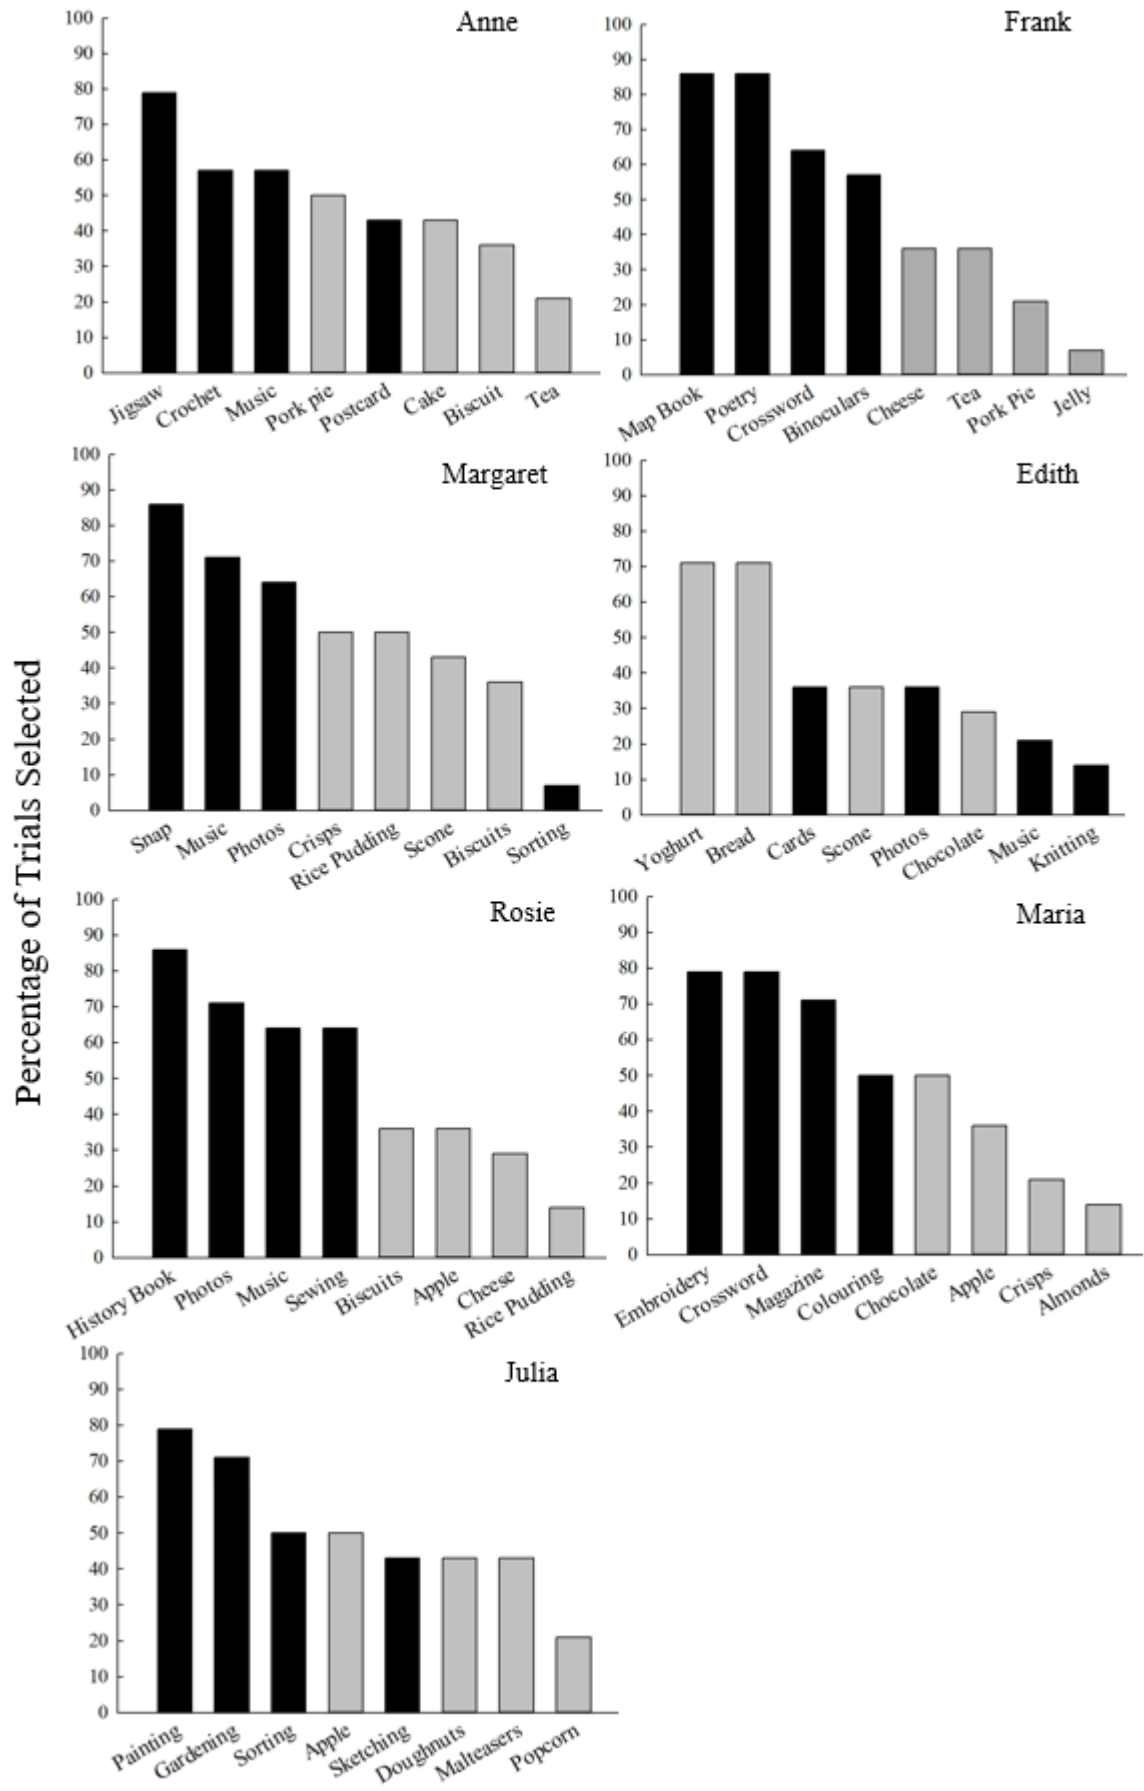 Percentage of Trials Selected
Anne
100
90
80
70
60
50
40
30
20
10
0
Jigsaw
Crochet
Music
Pork pie
Postcard
Cake
Biscuit
Tea
Frank
100
90
80
70
60
50
40
30
20
10
0
Map Book
Poetry
Crossword
Binoculars
Cheese
Tea
Pork Pie
Jelly
Margaret
100
90
80
70
60
50
40
30
20
10
0
Snap
Music
Photos
Crisps
Rice Pudding
Scone
Biscuits
Sorting
Edith
100
90
80
70
60
50
40
30
20
10
0
Yoghurt
Bread
Cards
Scone
Photos
Chocolate
Music
Knitting
Rosie
100
90
80
70
60
50
40
30
20
10
0
History Book
Photos
Music
Sewing
Biscuits
Apple
Cheese
Rice Pudding
Maria
100
90
80
70
60
50
40
30
20
10
0
Embroidery
Crossword
Magazine
Colouring
Chocolate
Apple
Crisps
Almonds
Julia
100
90
80
70
60
50
40
30
20
10
0
Painting
Gardening
Sorting
Apple
Sketching
Doughnuts
Malteasers
Popcorn